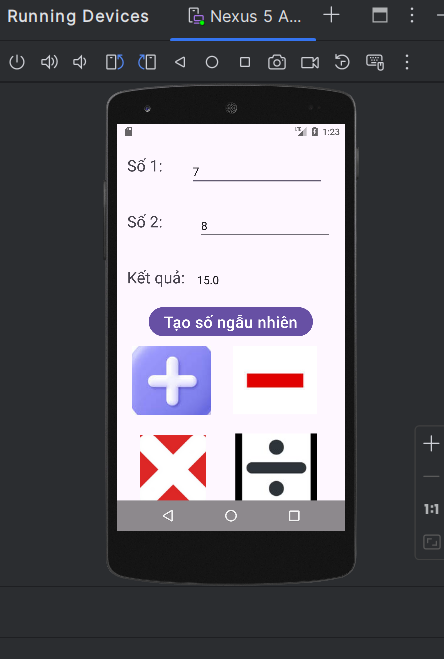 Running Devices
Nexus 5 A...
1:23
Số 1:
7
Số 2:
8
Kết quả:
15.0
Tạo số ngẫu nhiên
1:1